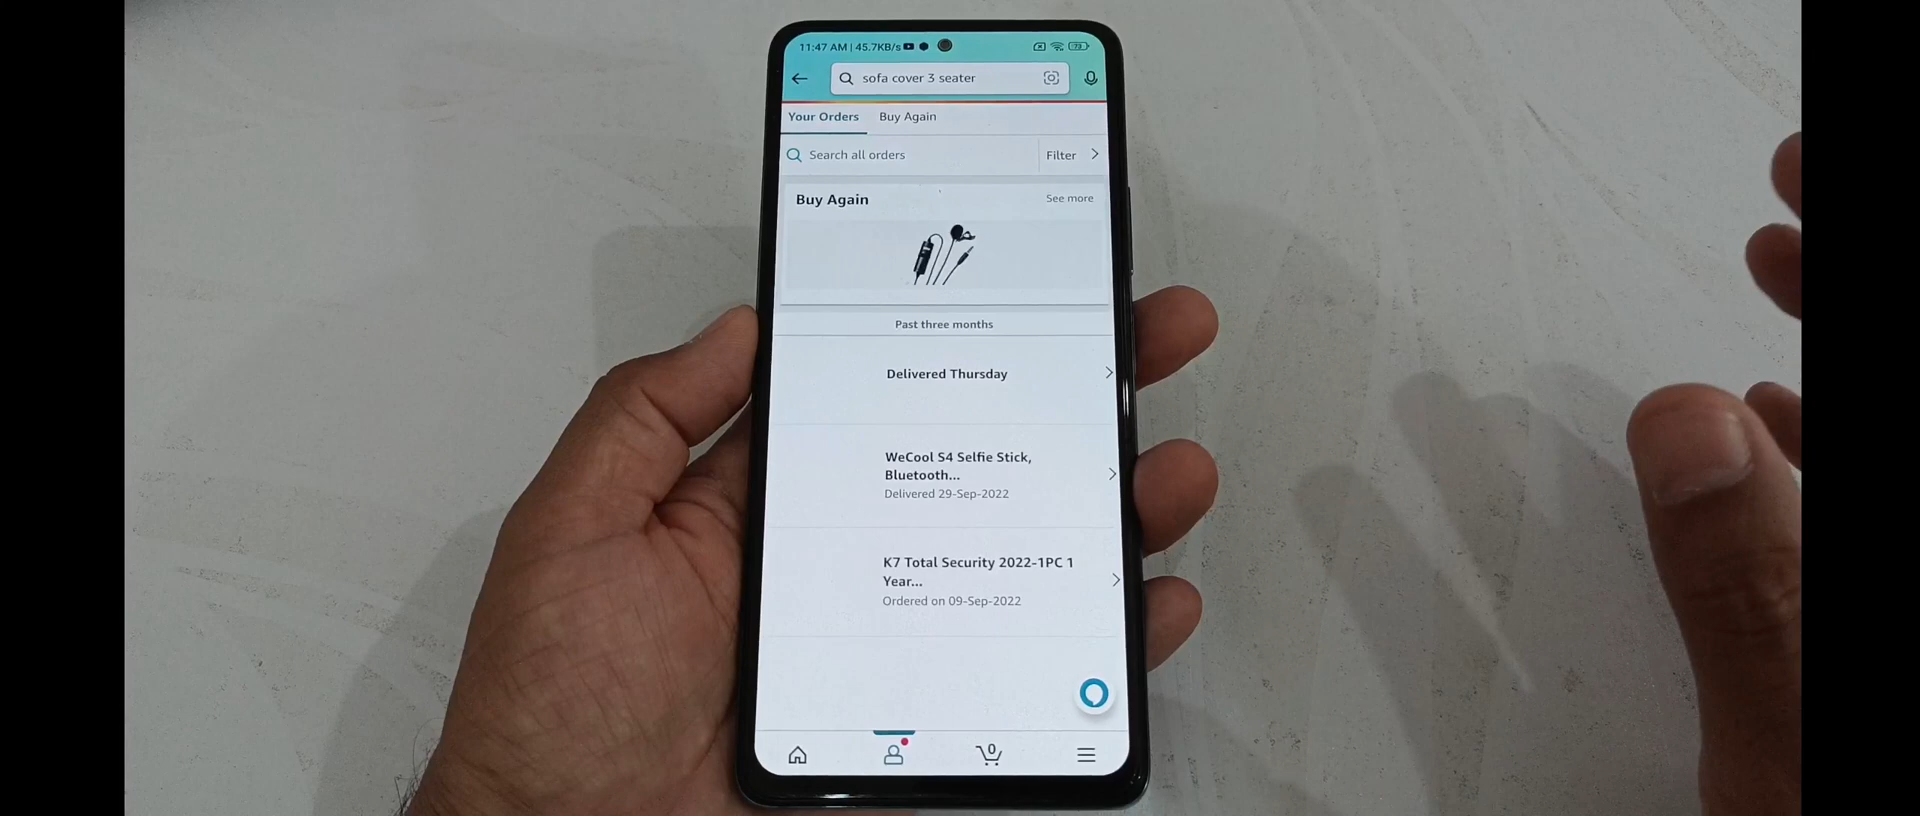 11:47 AM | 45.7KB/s
73
sofa cover 3 seater
Your Orders
Buy Again
Search all orders
Filter
Buy Again
See more
Past three months
Delivered Thursday
WeCool S4 Selfie Stick,
Bluetooth...
Delivered 29-Sep-2022
K7 Total Security 2022-1PC 1
Year...
Ordered on 09-Sep-2022
0